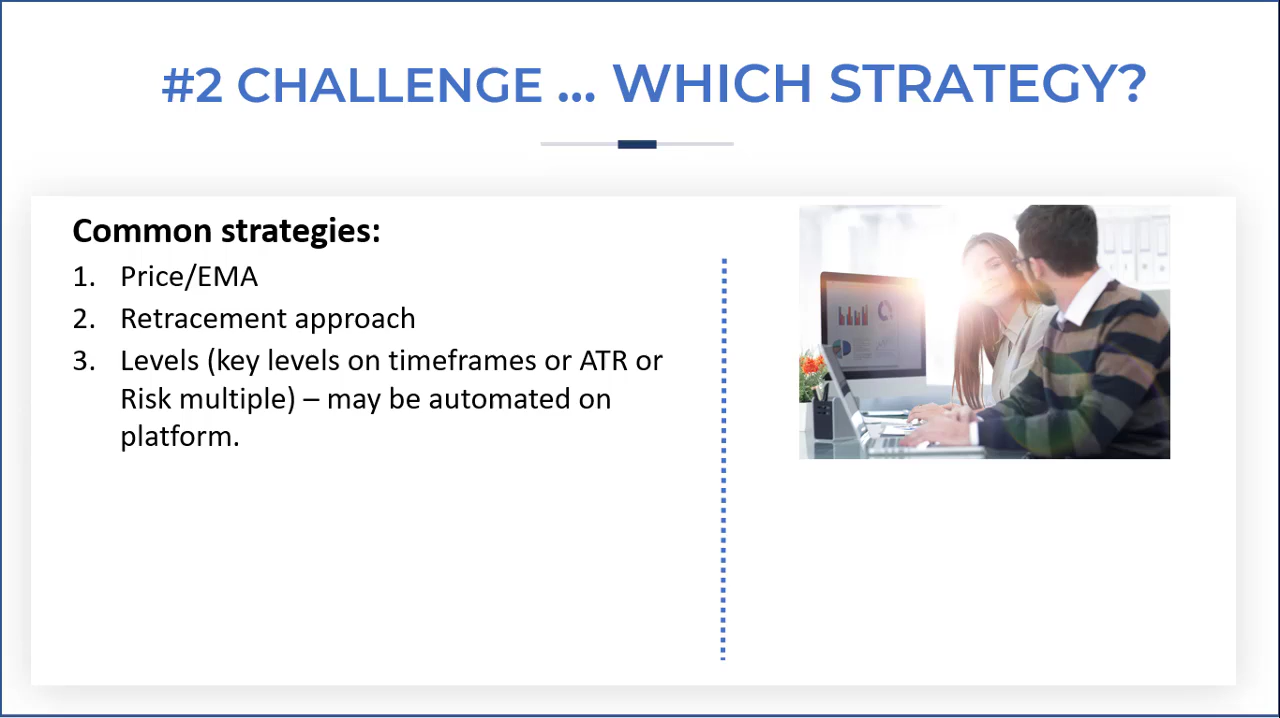 #2 CHALLENGE ... WHICH STRATEGY?
Common strategies:
1. Price/EMA
2. Retracement approach
3. Levels (key levels on timeframes or ATR or
Risk multiple) – may be automated on
platform.